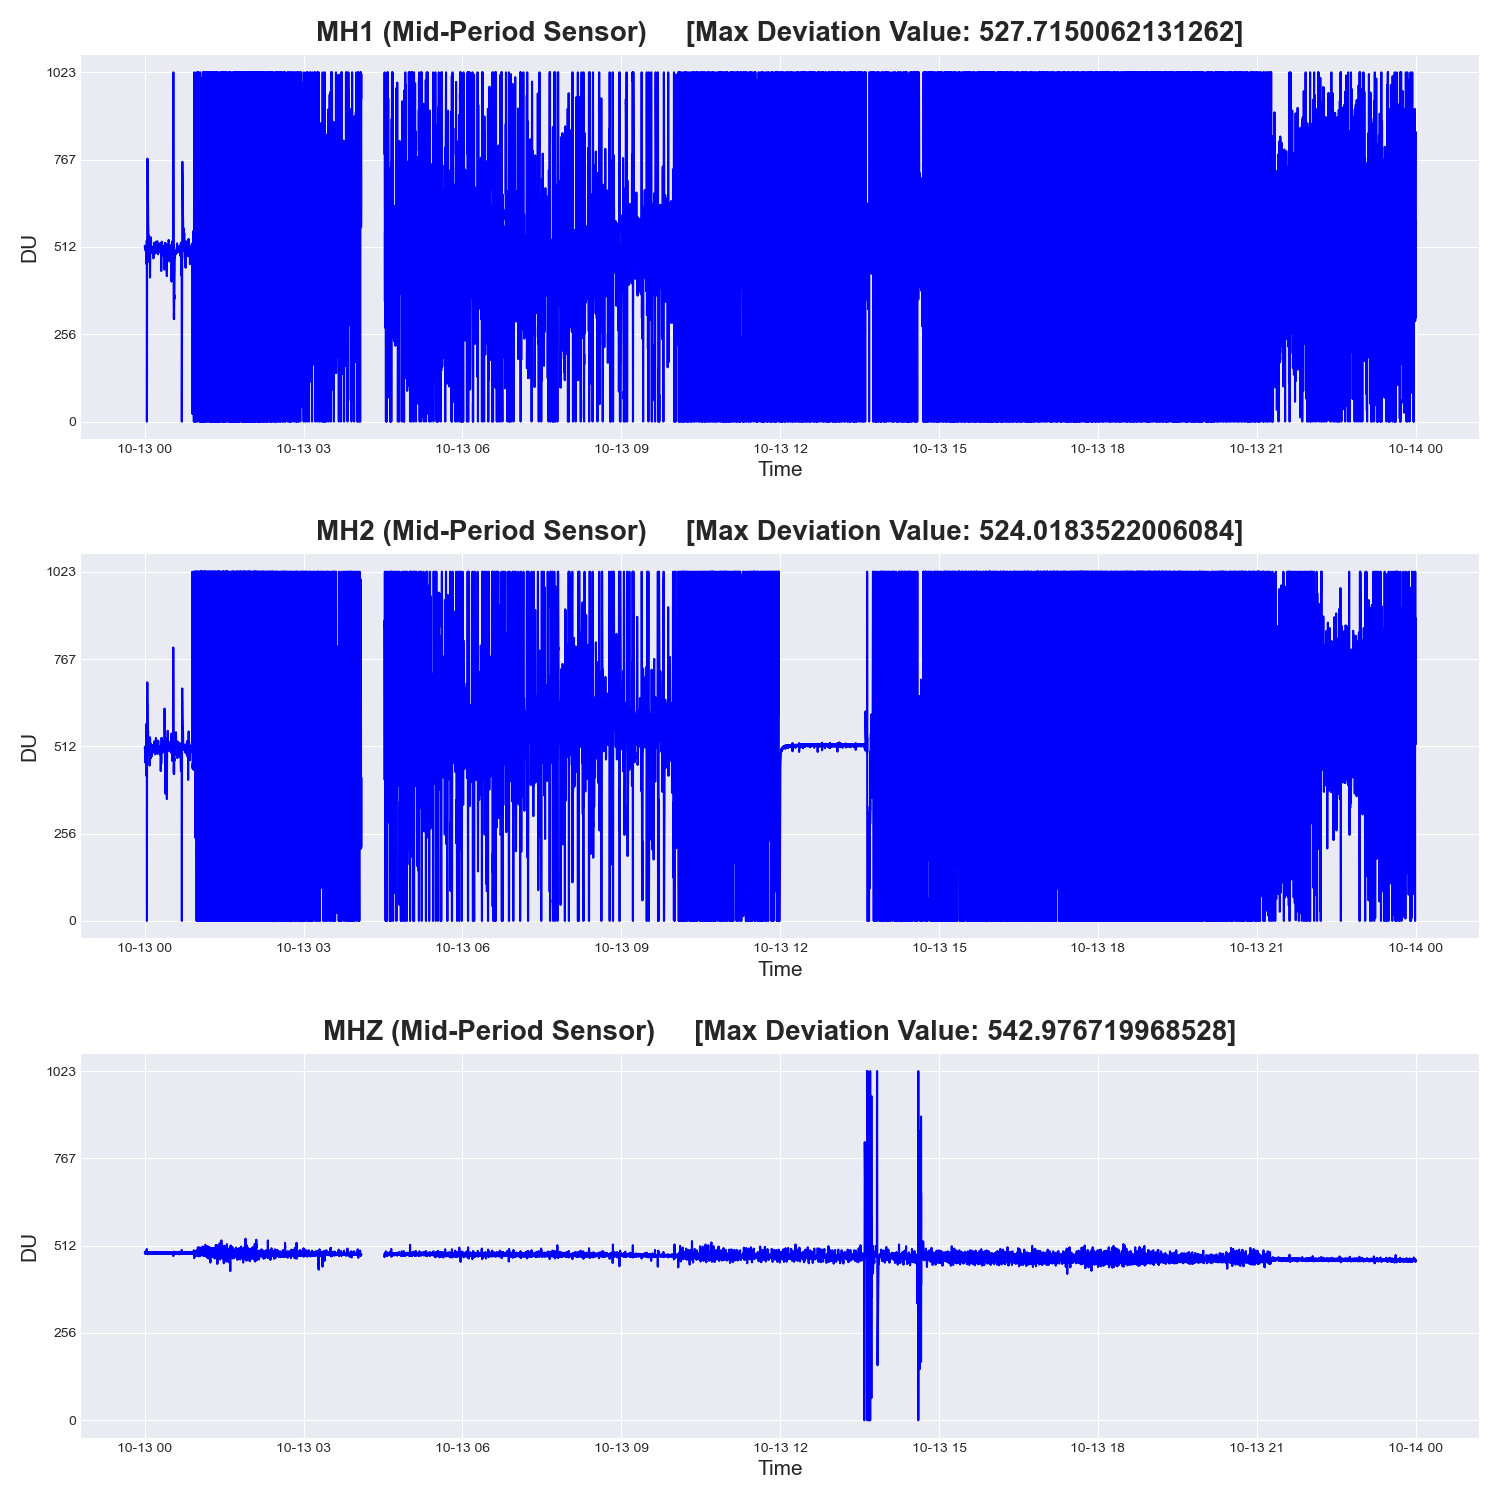 MH1 (Mid-Period Sensor) [Max Deviation Value: 527.7150062131262]
1023
767
512
256
0
DU
10-13 00 10-13 03 10-13 06 10-13 09 10-13 12 10-13 15 10-13 18 10-13 21 10-14 00
Time
MH2 (Mid-Period Sensor) [Max Deviation Value: 524.0183522006084]
1023
767
512
256
0
DU
10-13 00 10-13 03 10-13 06 10-13 09 10-13 12 10-13 15 10-13 18 10-13 21 10-14 00
Time
MHZ (Mid-Period Sensor) [Max Deviation Value: 542.976719968528]
1023
767
512
256
0
DU
10-13 00 10-13 03 10-13 06 10-13 09 10-13 12 10-13 15 10-13 18 10-13 21 10-14 00
Time